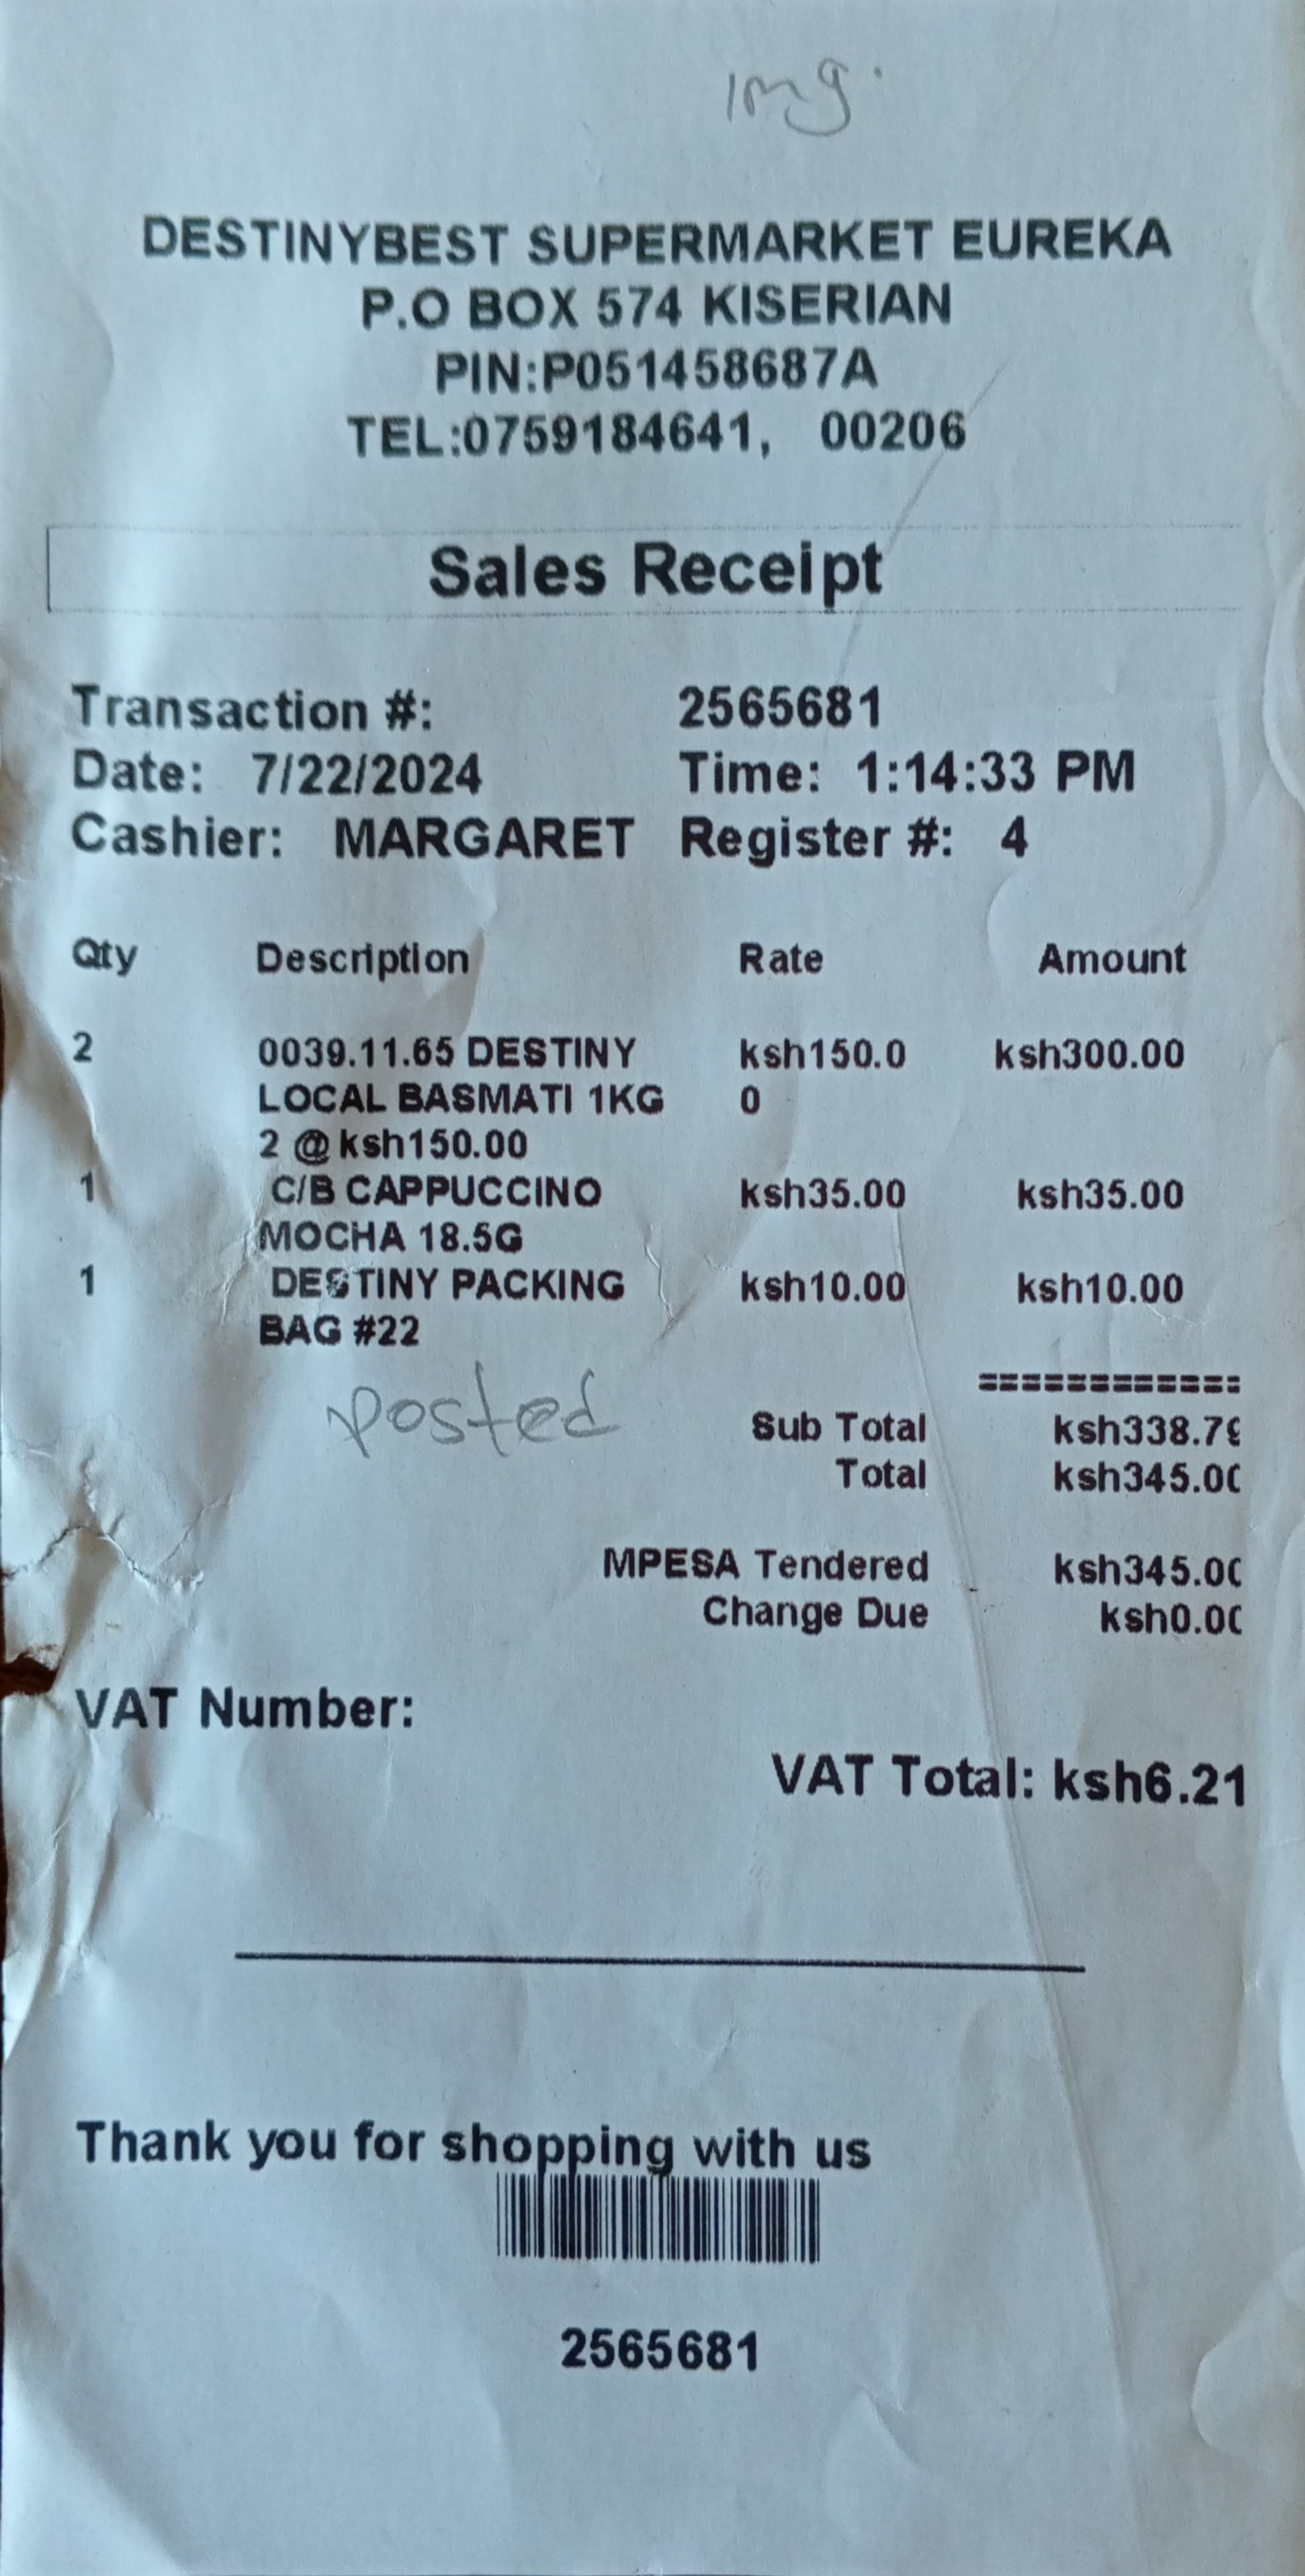 Img.
DESTINYBEST SUPERMARKET EUREKA
P.O BOX 574 KISERIAN
PIN:P051458687A
TEL:0759184641, 00206
Sales Receipt
Transaction #: 2565681
Date: 7/22/2024 Time: 1:14:33 PM
Cashier: MARGARET Register #: 4
Qty Description Rate Amount
2 0039.11.65 DESTINY ksh150.0 ksh300.00
LOCAL BASMATI 1KG 0
2 @ ksh150.00
1 C/B CAPPUCCINO ksh35.00 ksh35.00
MOCHA 18.5G
1 DESTINY PACKING ksh10.00 ksh10.00
BAG #22
============
posted
Sub Total ksh338.79
Total ksh345.00
MPESA Tendered ksh345.00
Change Due ksh0.00
VAT Number:
VAT Total: ksh6.21
Thank you for shopping with us
2565681